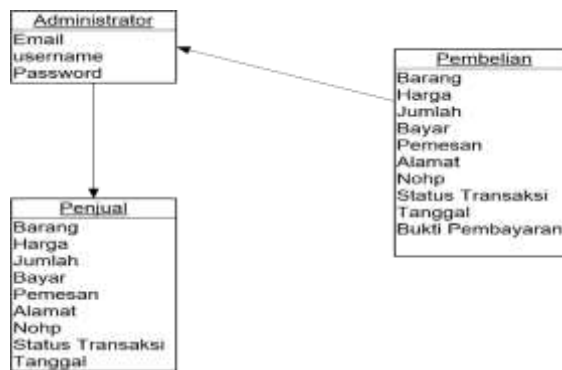 Administrator
Email
username
Password
Pembelian
Barang
Harga
Jumlah
Bayar
Pemesan
Alamat
Nohp
Status Transaksi
Tanggal
Bukti Pembayaran
Penjual
Barang
Harga
Jumlah
Bayar
Pemesan
Alamat
Nohp
Status Transaksi
Tanggal